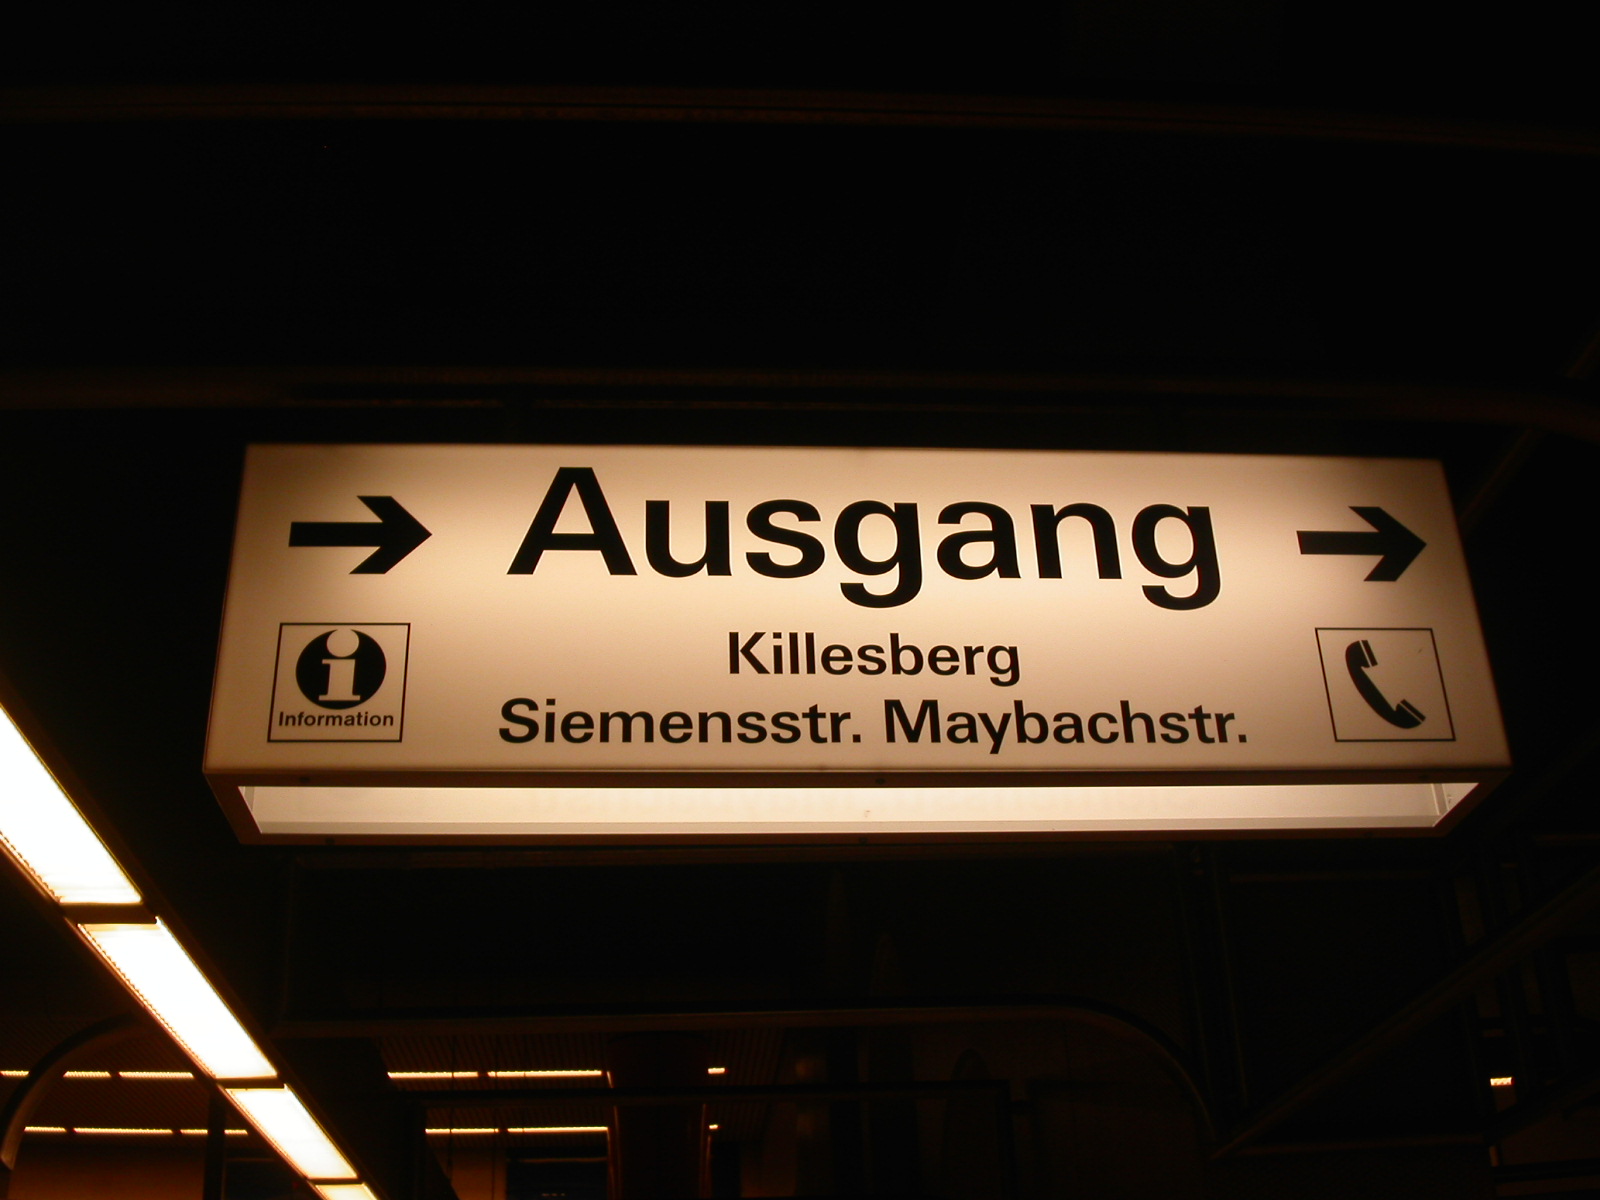 Ausgang
Killesberg
Siemensstr. Maybachstr.
Information